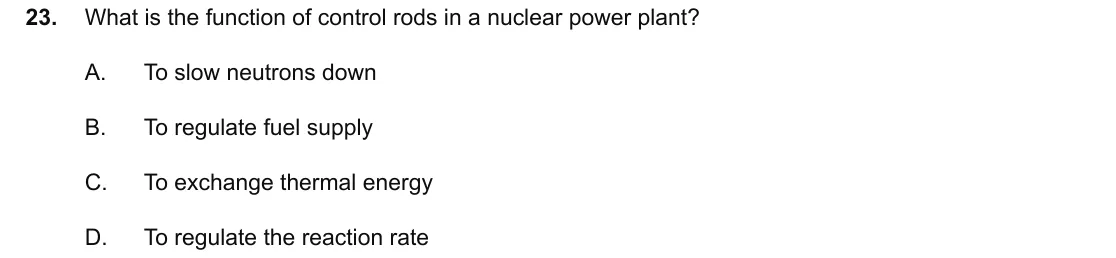 23. What is the function of control rods in a nuclear power plant?
A. To slow neutrons down
B. To regulate fuel supply
C. To exchange thermal energy
D. To regulate the reaction rate